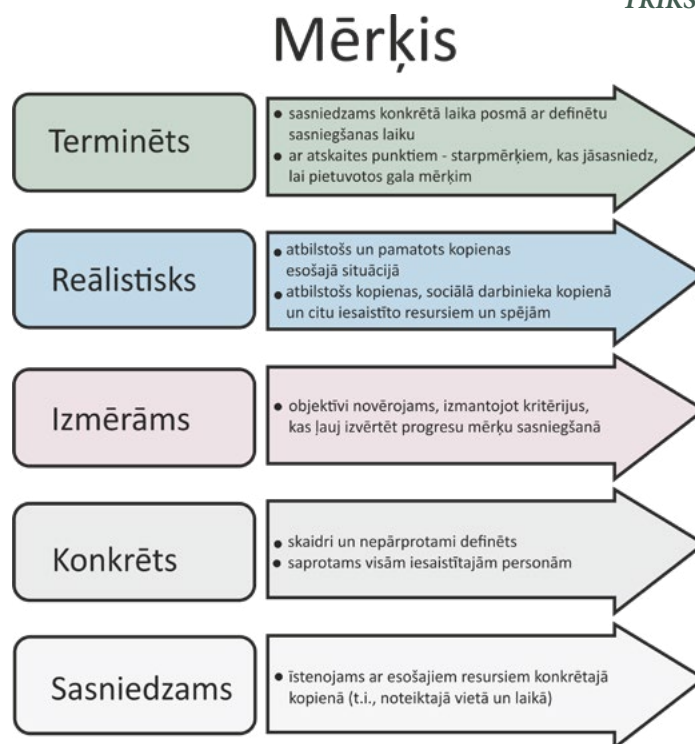 Mērķis
Terminēts
• sasniedzams konkrētā laika posmā ar definētu
sasniegšanas laiku
• ar atskaites punktiem - starpmērķiem, kas jāsasniedz,
lai pietuvotos gala mērķim
Reālistisks
• atbilstošs un pamatots kopienas
esošajā situācijā
• atbilstošs kopienas, sociālā darbinieka kopienā
un citu iesaistīto resursiem un spējām
Izmērāms
• objektīvi novērojams, izmantojot kritērijus,
kas ļauj izvērtēt progresu mērķu sasniegšanā
Konkrēts
• skaidri un nepārprotami definēts
• saprotams visām iesaistītajām personām
Sasniedzams
• īstenojams ar esošajiem resursiem konkrētajā
kopienā (t.i., noteiktajā vietā un laikā)